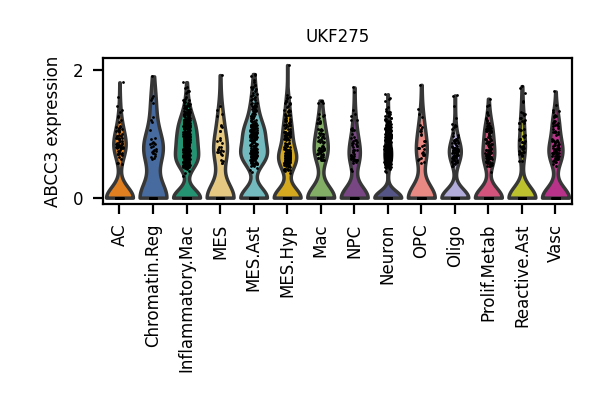 UKF275
ABCC3 expression
2
0
AC
Chromatin.Reg
Inflammatory.Mac
MES
MES.Ast
MES.Hyp
Mac
NPC
Neuron
OPC
Oligo
Prolif.Metab
Reactive.Ast
Vasc